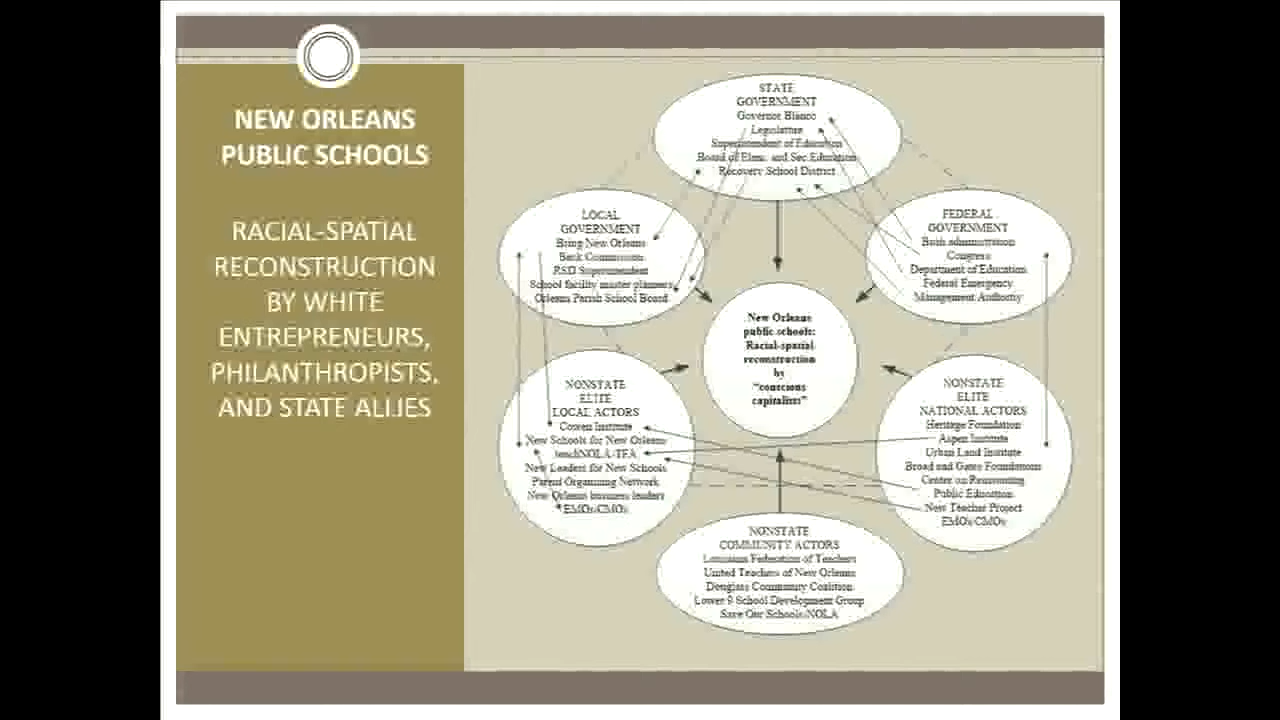 NEW ORLEANS
PUBLIC SCHOOLS
RACIAL-SPATIAL
RECONSTRUCTION
BY WHITE
ENTREPRENEURS,
PHILANTHROPISTS,
AND STATE ALLIES
STATE
GOVERNMENT
Governor Blanco
Legislature
Superintendent of Education
Board of Elem. and Sec. Education
Recovery School District
LOCAL
GOVERNMENT
Bring New Orleans
Back Commission
RSD Superintendent
School facility master planners
Orleans Parish School Board
FEDERAL
GOVERNMENT
Bush administration
Congress
Department of Education
Federal Emergency
Management Authority
New Orleans
public schools:
Racial-spatial
reconstruction
by
"conscious
capitalists"
NONSTATE
ELITE
LOCAL ACTORS
Cowen Institute
New Schools for New Orleans
teachNOLA-TFA
New Leaders for New Schools
Parent Organizing Network
New Orleans business leaders
EMOs/CMOs
NONSTATE
ELITE
NATIONAL ACTORS
Heritage Foundation
Aspen Institute
Urban Land Institute
Broad and Gates Foundations
Center on Reinventing
Public Education
New Teacher Project
EMOs/CMOs
NONSTATE
COMMUNITY ACTORS
Louisiana Federation of Teachers
United Teachers of New Orleans
Douglass Community Coalition
Lower 9 School Development Group
Save Our Schools-NOLA